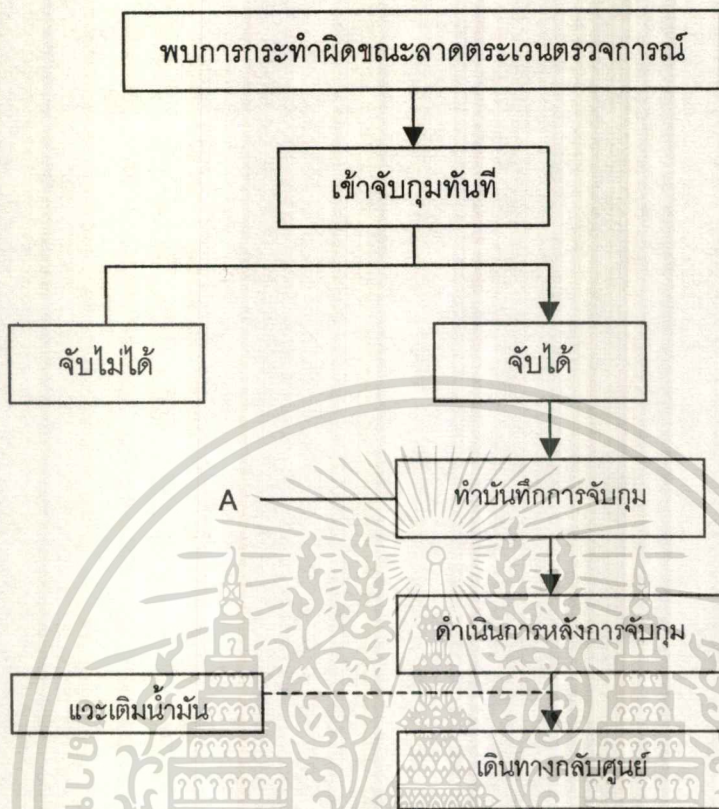 พบการกระทำผิดขณะลาดตระเวนตรวจการณ์
เข้าจับกุมทันที
จับไม่ได้
จับได้
A
ทำบันทึกการจับกุม
ดำเนินการหลังการจับกุม
แวะเติมน้ำมัน
เดินทางกลับศูนย์